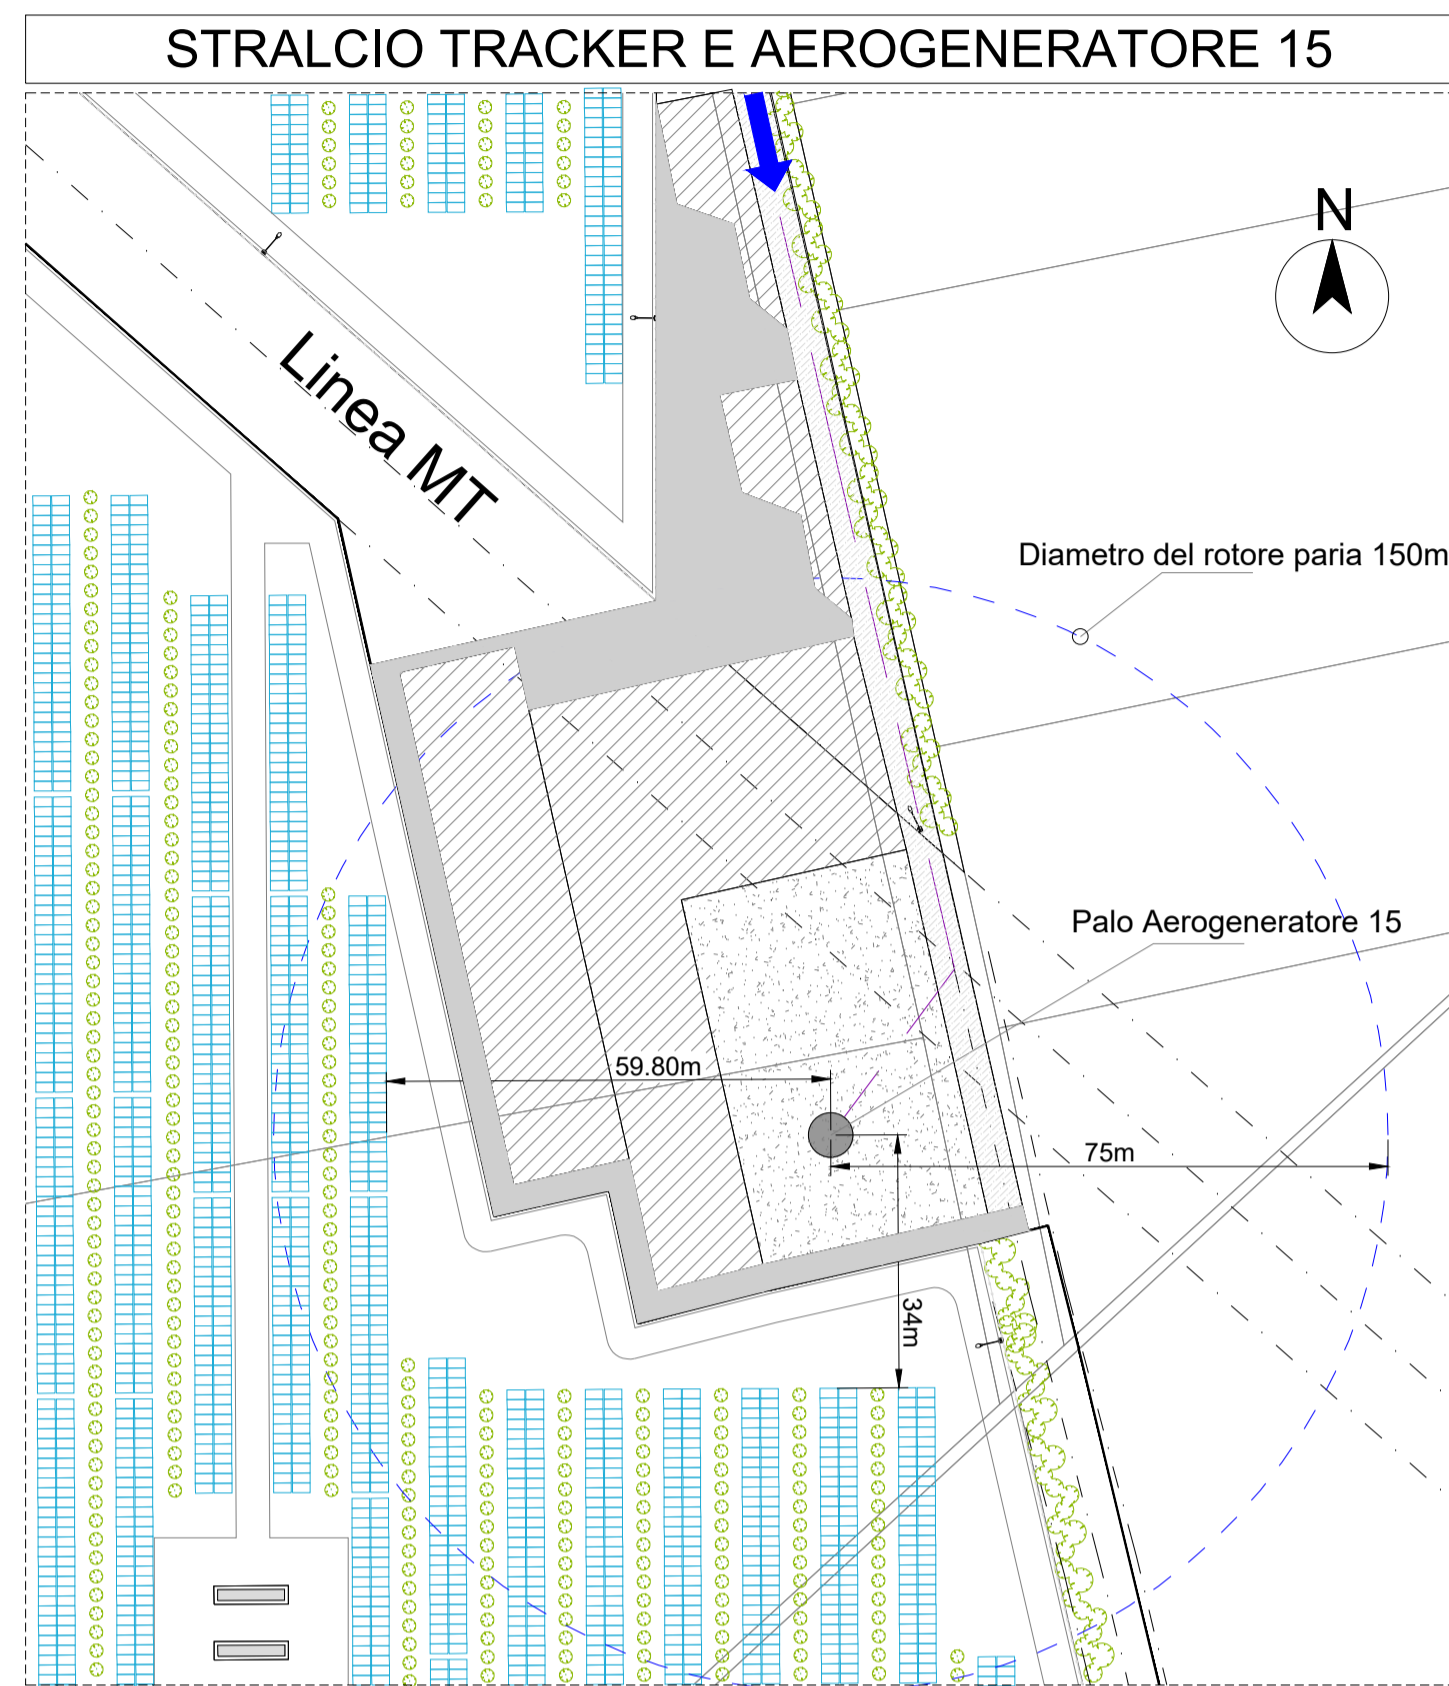 STRALCIO TRACKER E AEROGENERATORE 15
N
Linea MT
Diametro del rotore paria 150m
Palo Aerogeneratore 15
59.80m
75m
34m